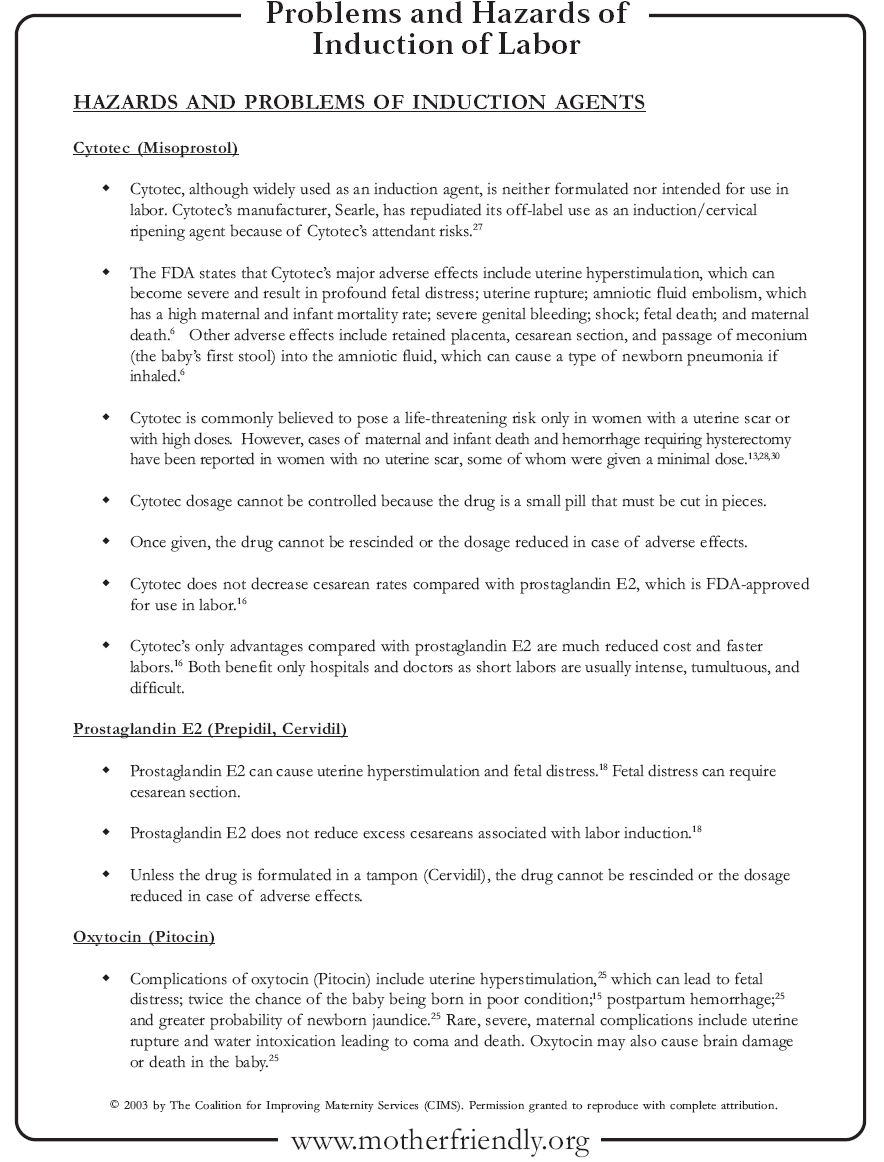 Problems and Hazards of
Induction of Labor
HAZARDS AND PROBLEMS OF INDUCTION AGENTS
Cytotec (Misoprostol)
◆ Cytotec, although widely used as an induction agent, is neither formulated nor intended for use in
labor. Cytotec’s manufacturer, Searle, has repudiated its off-label use as an induction/cervical
ripening agent because of Cytotec’s attendant risks.27
◆ The FDA states that Cytotec’s major adverse effects include uterine hyperstimulation, which can
become severe and result in profound fetal distress; uterine rupture; amniotic fluid embolism, which
has a high maternal and infant mortality rate; severe genital bleeding; shock; fetal death; and maternal
death.6 Other adverse effects include retained placenta, cesarean section, and passage of meconium
(the baby’s first stool) into the amniotic fluid, which can cause a type of newborn pneumonia if
inhaled.6
◆ Cytotec is commonly believed to pose a life-threatening risk only in women with a uterine scar or
with high doses. However, cases of maternal and infant death and hemorrhage requiring hysterectomy
have been reported in women with no uterine scar, some of whom were given a minimal dose.13,28,30
◆ Cytotec dosage cannot be controlled because the drug is a small pill that must be cut in pieces.
◆ Once given, the drug cannot be rescinded or the dosage reduced in case of adverse effects.
◆ Cytotec does not decrease cesarean rates compared with prostaglandin E2, which is FDA-approved
for use in labor.16
◆ Cytotec’s only advantages compared with prostaglandin E2 are much reduced cost and faster
labors.16 Both benefit only hospitals and doctors as short labors are usually intense, tumultuous, and
difficult.
Prostaglandin E2 (Prepidil, Cervidil)
◆ Prostaglandin E2 can cause uterine hyperstimulation and fetal distress.18 Fetal distress can require
cesarean section.
◆ Prostaglandin E2 does not reduce excess cesareans associated with labor induction.18
◆ Unless the drug is formulated in a tampon (Cervidil), the drug cannot be rescinded or the dosage
reduced in case of adverse effects.
Oxytocin (Pitocin)
◆ Complications of oxytocin (Pitocin) include uterine hyperstimulation,25 which can lead to fetal
distress; twice the chance of the baby being born in poor condition;15 postpartum hemorrhage;25
and greater probability of newborn jaundice.25 Rare, severe, maternal complications include uterine
rupture and water intoxication leading to coma and death. Oxytocin may also cause brain damage
or death in the baby.25
© 2003 by The Coalition for Improving Maternity Services (CIMS). Permission granted to reproduce with complete attribution.
www.motherfriendly.org